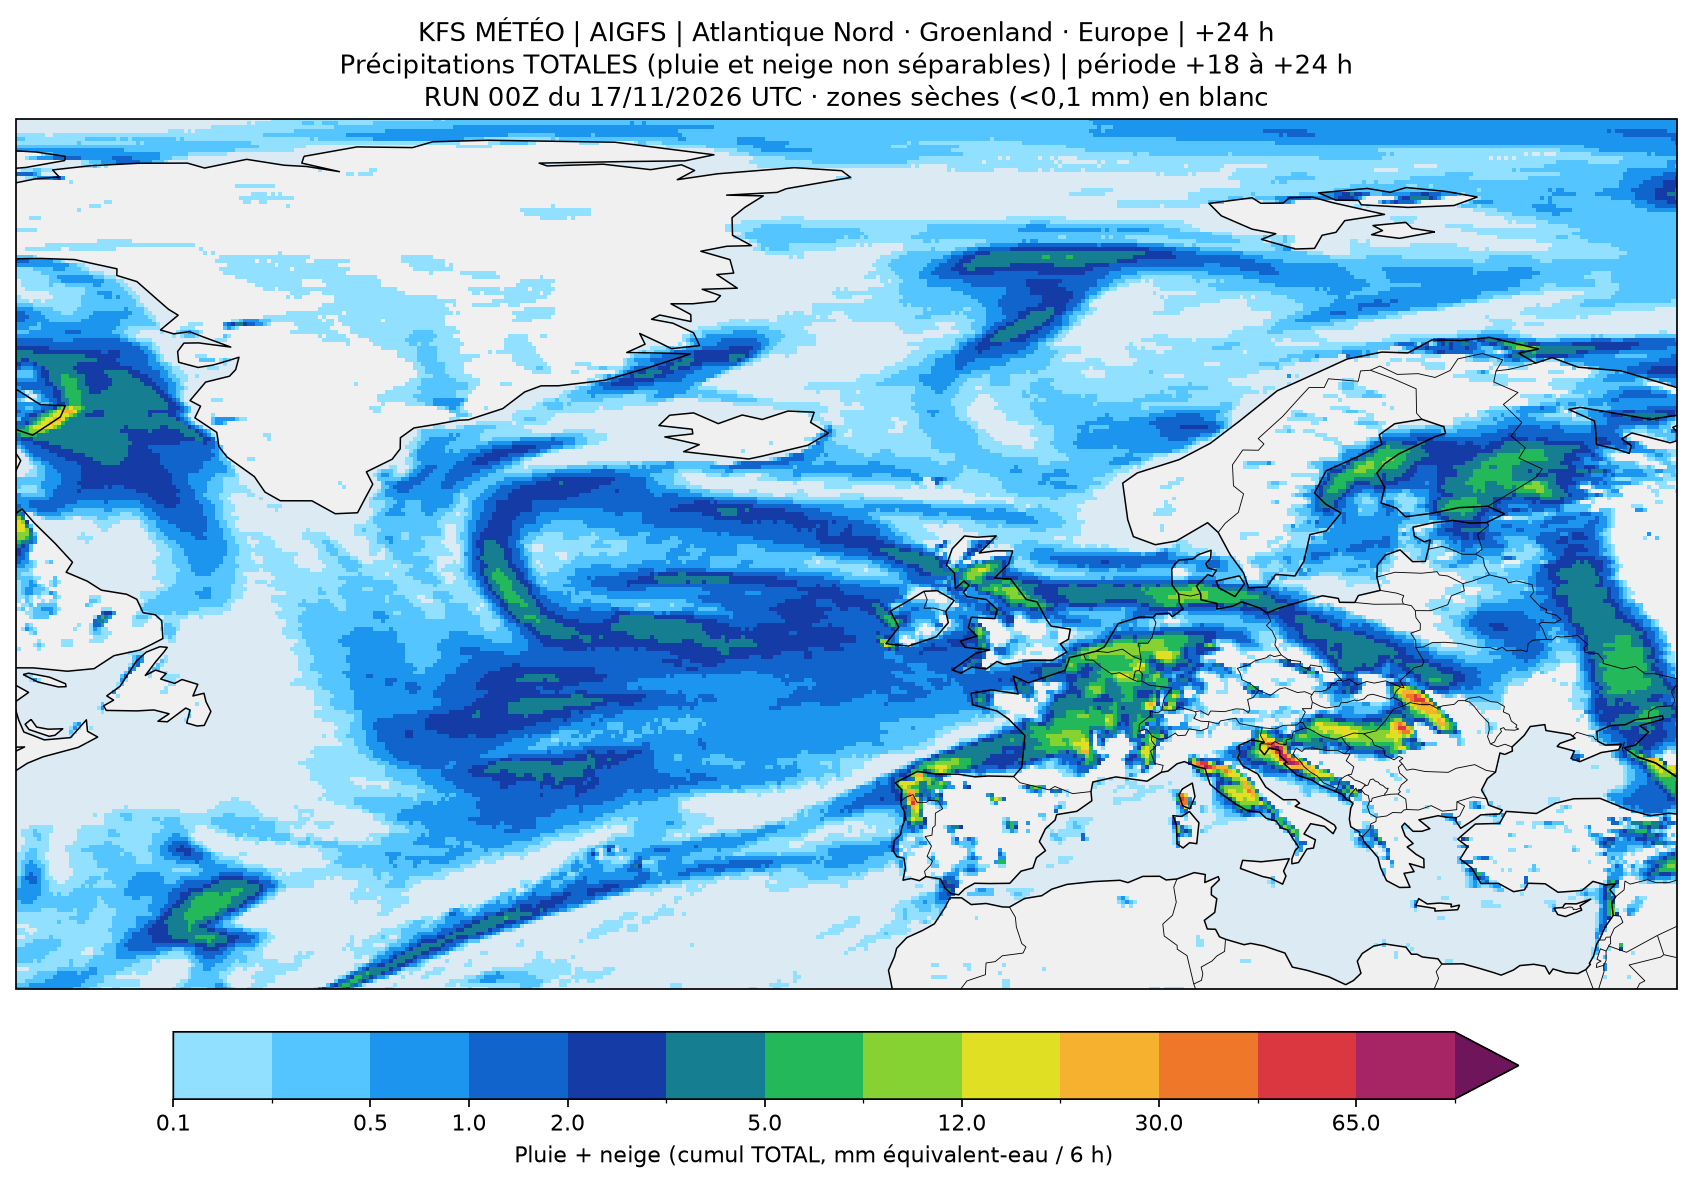 KFS MÉTÉO | AIGFS | Atlantique Nord · Groenland · Europe | +24 h
Précipitations TOTALES (pluie et neige non séparables) | période +18 à +24 h
RUN 00Z du 17/11/2026 UTC · zones sèches (<0,1 mm) en blanc
0.1 0.5 1.0 2.0 5.0 12.0 30.0 65.0
Pluie + neige (cumul TOTAL, mm équivalent-eau / 6 h)